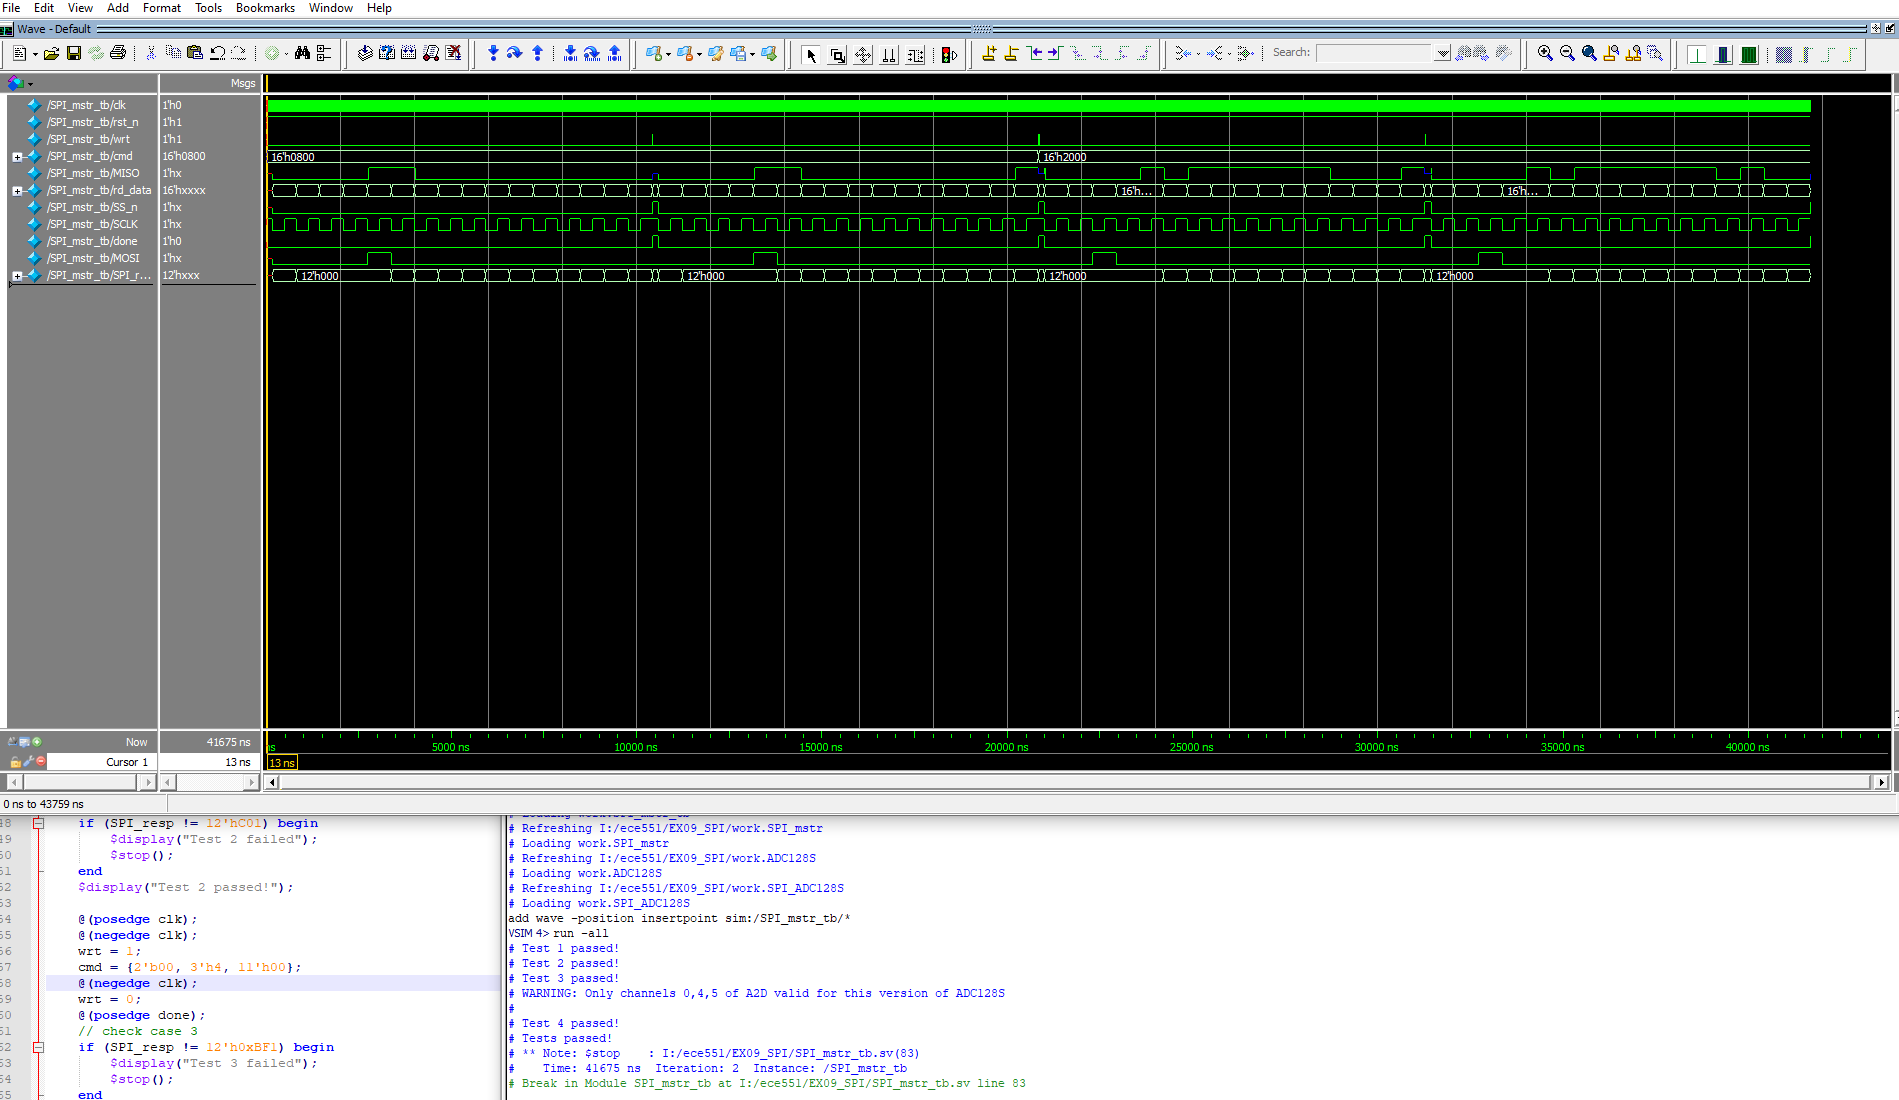 File Edit View Add Format Tools Bookmarks Window Help
Wave - Default
Search:
Msgs
/SPI_mstr_tb/clk 1'h0
/SPI_mstr_tb/rst_n 1'h1
/SPI_mstr_tb/wrt 1'h1
/SPI_mstr_tb/cmd 16'h0800 16'h0800 16'h2000
/SPI_mstr_tb/MISO 1'hx
/SPI_mstr_tb/rd_data 16'hxxxx 16'h... 16'h...
/SPI_mstr_tb/SS_n 1'hx
/SPI_mstr_tb/SCLK 1'hx
/SPI_mstr_tb/done 1'h0
/SPI_mstr_tb/MOSI 1'hx
/SPI_mstr_tb/SPI_r... 12'hxxx 12'h000 12'h000 12'h000 12'h000
Now 41675 ns ns 5000 ns 10000 ns 15000 ns 20000 ns 25000 ns 30000 ns 35000 ns 40000 ns
Cursor 1 13 ns 13 ns
0 ns to 43759 ns
48 if (SPI_resp != 12'hC01) begin
49 $display("Test 2 failed");
50 $stop();
51 end
52 $display("Test 2 passed!");
53
54 @(posedge clk);
55 @(negedge clk);
56 wrt = 1;
57 cmd = {2'b00, 3'h4, 11'h00};
58 @(negedge clk);
59 wrt = 0;
60 @(posedge done);
61 // check case 3
62 if (SPI_resp != 12'h0xBF1) begin
63 $display("Test 3 failed");
64 $stop();
65 end
# Loading work.SPI_mstr_tb
# Refreshing I:/ece551/EX09_SPI/work.SPI_mstr
# Loading work.SPI_mstr
# Refreshing I:/ece551/EX09_SPI/work.ADC128S
# Loading work.ADC128S
# Refreshing I:/ece551/EX09_SPI/work.SPI_ADC128S
# Loading work.SPI_ADC128S
add wave -position insertpoint sim:/SPI_mstr_tb/*
VSIM 4> run -all
# Test 1 passed!
# Test 2 passed!
# Test 3 passed!
# WARNING: Only channels 0,4,5 of A2D valid for this version of ADC128S
#
# Test 4 passed!
# Tests passed!
# ** Note: $stop : I:/ece551/EX09_SPI/SPI_mstr_tb.sv(83)
# Time: 41675 ns Iteration: 2 Instance: /SPI_mstr_tb
# Break in Module SPI_mstr_tb at I:/ece551/EX09_SPI/SPI_mstr_tb.sv line 83